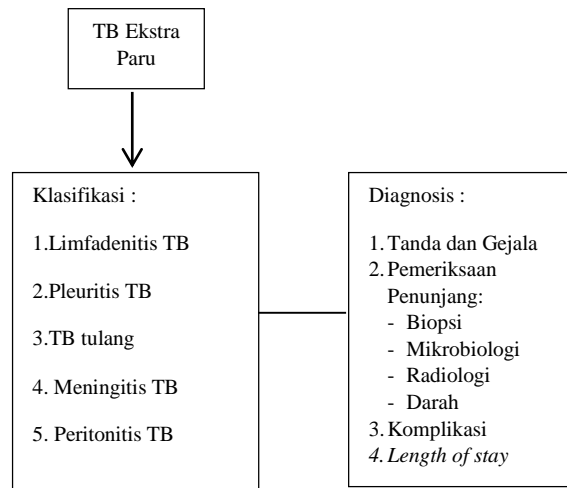 TB Ekstra
Paru
Klasifikasi :
1.Limfadenitis TB
2.Pleuritis TB
3.TB tulang
4. Meningitis TB
5. Peritonitis TB
Diagnosis :
1. Tanda dan Gejala
2. Pemeriksaan
Penunjang:
- Biopsi
- Mikrobiologi
- Radiologi
- Darah
3. Komplikasi
4. Length of stay